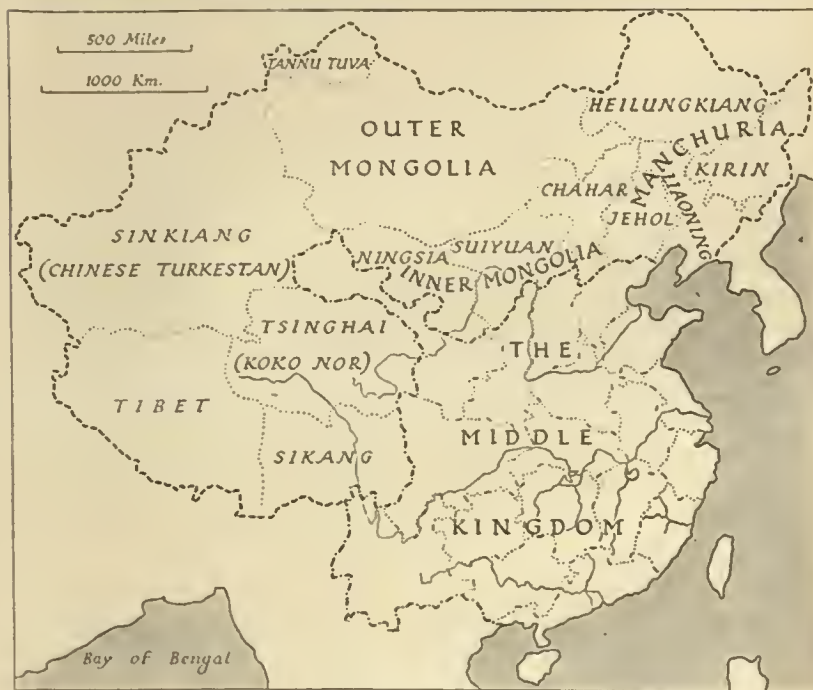 500 Miles
1000 Km.
TANNU TUVA
OUTER
MONGOLIA
HEILUNGKIANG
MANCHURIA
KIRIN
LIAONING
CHAHAR
JEHOL
SUIYUAN
NINGSIA
INNER MONGOLIA
SINKIANG
(CHINESE TURKESTAN)
TSINGHAI
(KOKO NOR)
TIBET
SIKANG
THE
MIDDLE
KINGDOM
Bay of Bengal